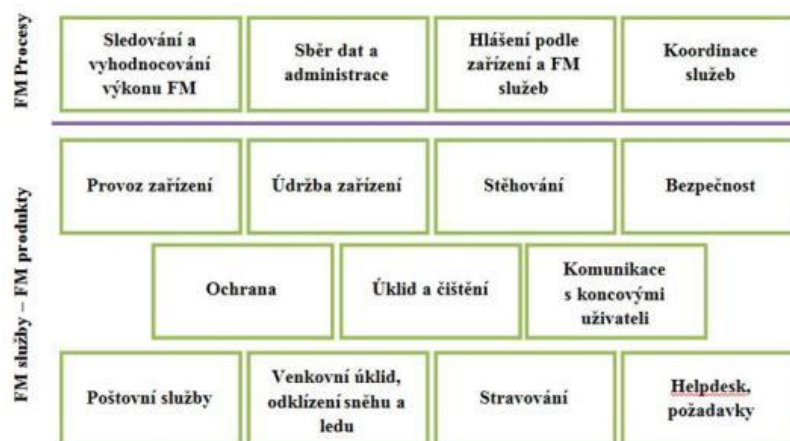 FM Procesy
Sledování a
vyhodnocování
výkonu FM
Sběr dat a
administrace
Hlášení podle
zařízení a FM
služeb
Koordinace
služeb
FM služby – FM produkty
Provoz zařízení
Údržba zařízení
Stěhování
Bezpečnost
Ochrana
Úklid a čištění
Komunikace
s koncovými
uživateli
Poštovní služby
Venkovní úklid,
odklízení sněhu a
ledu
Stravování
Helpdesk,
požadavky